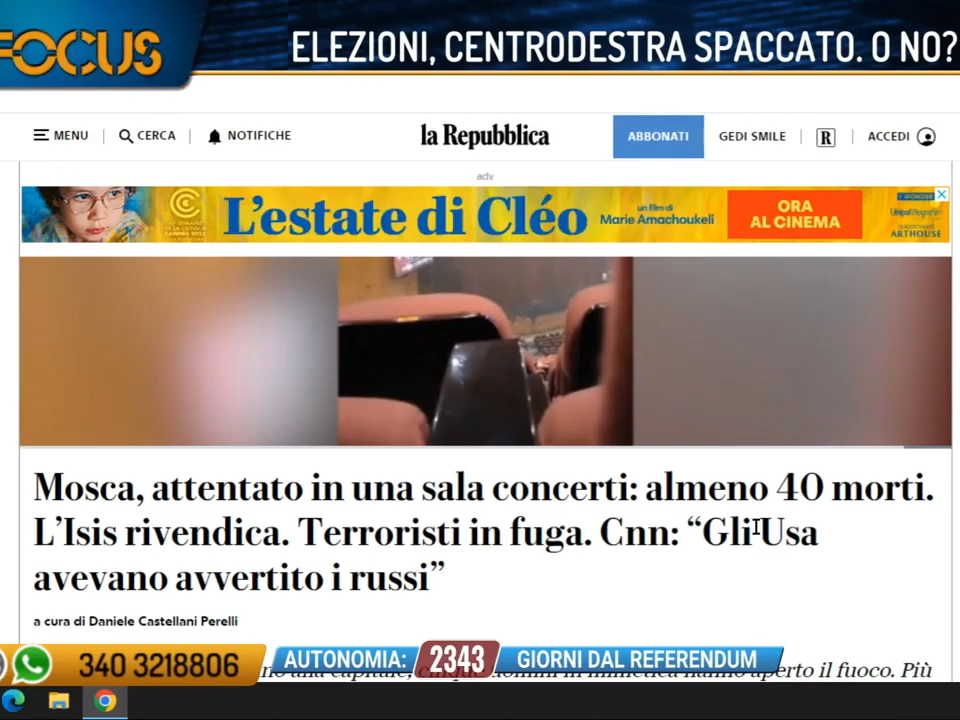 FOCUS
ELEZIONI, CENTRODESTRA SPACCATO. O NO?
MENU
CERCA
NOTIFICHE
la Repubblica
ABBONATI
GEDI SMILE
R
ACCEDI
adv
L'estate di Cléo
un film di
Marie Amachoukeli
ORA
AL CINEMA
ARTHOUSE
Mosca, attentato in una sala concerti: almeno 40 morti.
L'Isis rivendica. Terroristi in fuga. Cnn: “Gli Usa
avevano avvertito i russi”
a cura di Daniele Castellani Perelli
340 3218806
AUTONOMIA:
2343
GIORNI DAL REFERENDUM
aperto il fuoco. Più